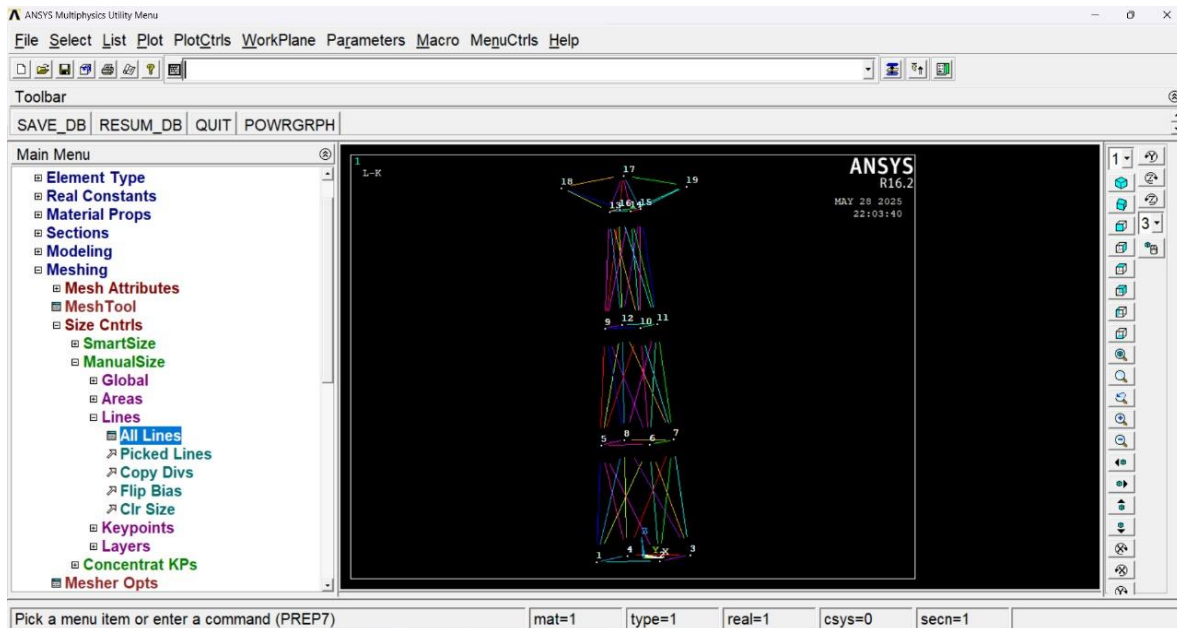 ANSYS Multiphysics Utility Menu
File Select List Plot PlotCtrls WorkPlane Parameters Macro MenuCtrls Help
Toolbar
SAVE_DB RESUM_DB QUIT POWRGRPH
Main Menu
Element Type
Real Constants
Material Props
Sections
Modeling
Meshing
Mesh Attributes
MeshTool
Size Cntrls
SmartSize
ManualSize
Global
Areas
Lines
All Lines
Picked Lines
Copy Divs
Flip Bias
Clr Size
Keypoints
Layers
Concentrat KPs
Mesher Opts
1
L-K
ANSYS
R16.2
MAY 28 2025
22:03:40
17
18 19
13 16 14 15
9 12 10 11
5 8 6 7
1 4 Y X 3
1
3
Pick a menu item or enter a command (PREP7) mat=1 type=1 real=1 csys=0 secn=1